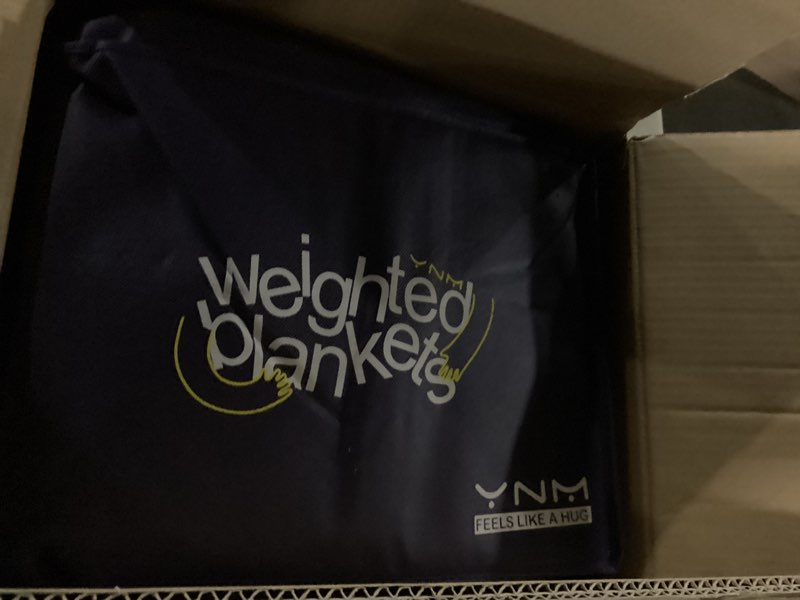 YNM
weighted
blankets
YNM
FEELS LIKE A HUG